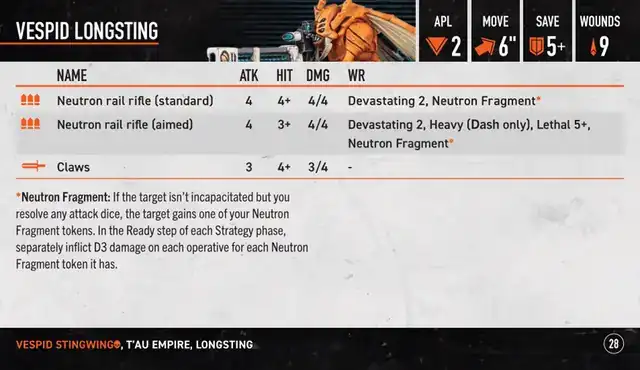 VESPID LONGSTING
APL MOVE SAVE WOUNDS
2 6" 5+ 9
NAME ATK HIT DMG WR
Neutron rail rifle (standard) 4 4+ 4/4 Devastating 2, Neutron Fragment*
Neutron rail rifle (aimed) 4 3+ 4/4 Devastating 2, Heavy (Dash only), Lethal 5+,
Neutron Fragment*
Claws 3 4+ 3/4 -
*Neutron Fragment: If the target isn't incapacitated but you
resolve any attack dice, the target gains one of your Neutron
Fragment tokens. In the Ready step of each Strategy phase,
separately inflict D3 damage on each operative for each Neutron
Fragment token it has.
VESPID STINGWING, T'AU EMPIRE, LONGSTING
28